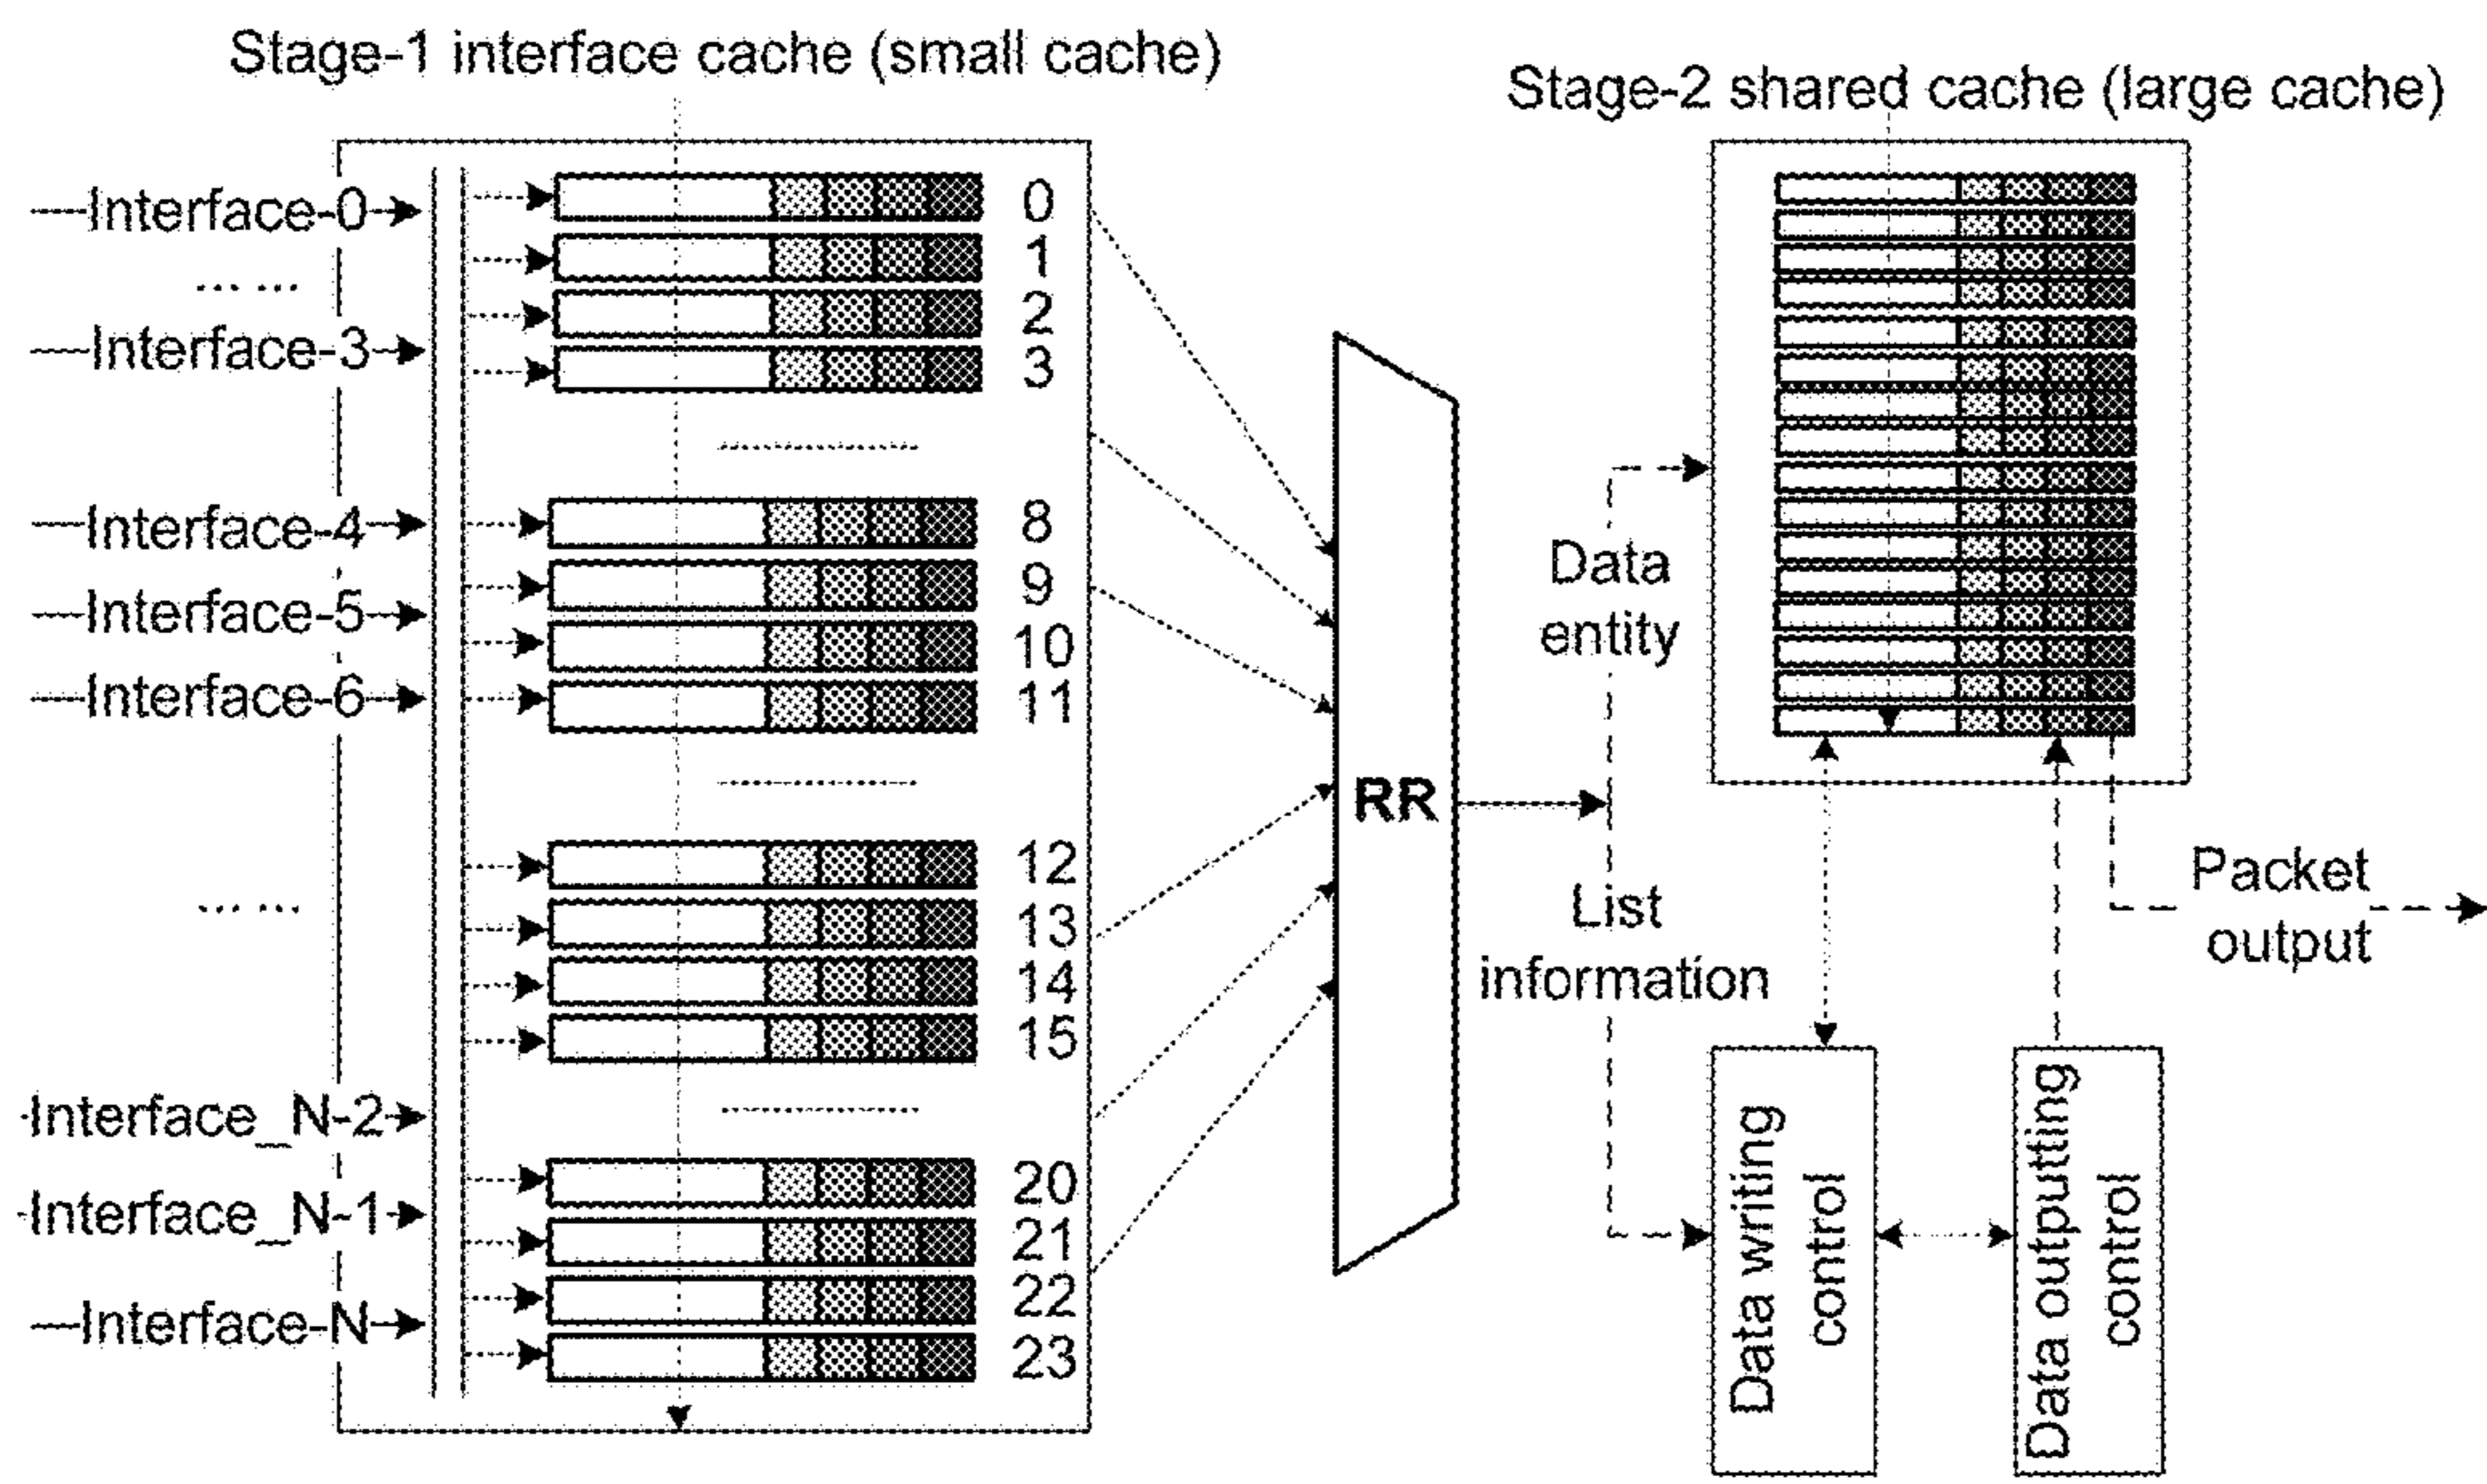 Stage-1 interface cache (small cache)
Stage-2 shared cache (large cache)
Interface-0
... ...
Interface-3
Interface-4
Interface-5
Interface-6
... ...
Interface_N-2
Interface_N-1
Interface-N
0
1
2
3
8
9
10
11
12
13
14
15
20
21
22
23
RR
Data
entity
List
information
Packet
output
Data writing
control
Data outputting
control